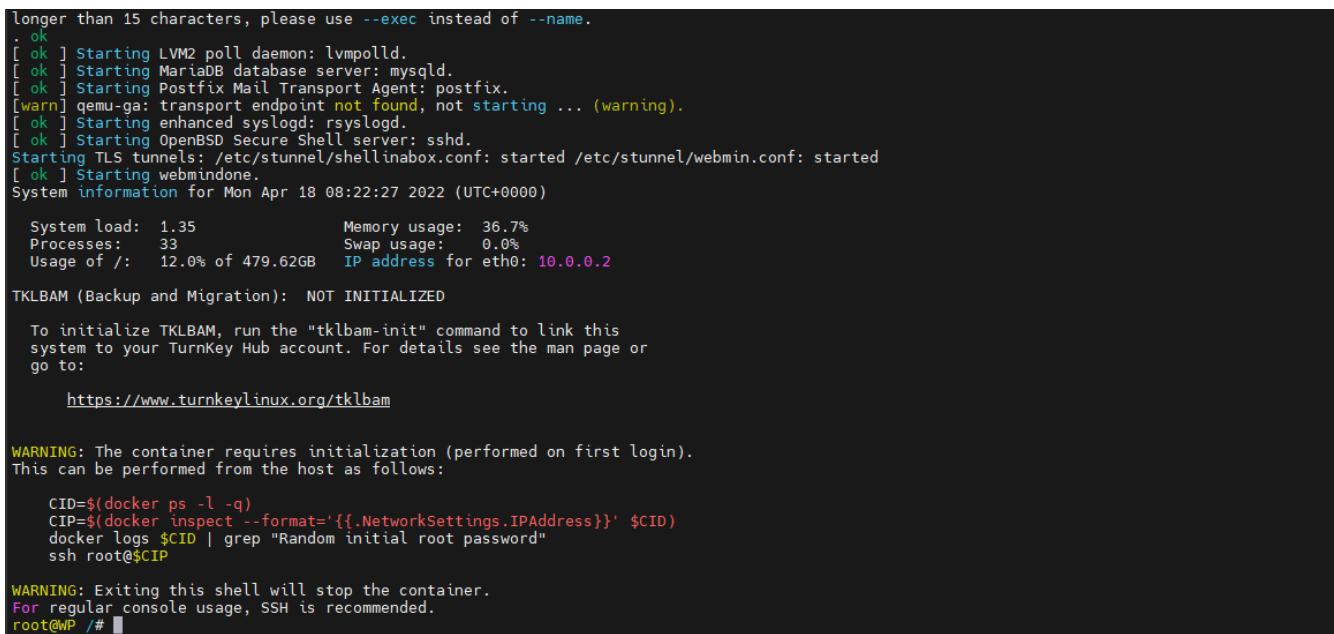 longer than 15 characters, please use --exec instead of --name.
. ok
[ ok ] Starting LVM2 poll daemon: lvmpolld.
[ ok ] Starting MariaDB database server: mysqld.
[ ok ] Starting Postfix Mail Transport Agent: postfix.
[warn] qemu-ga: transport endpoint not found, not starting ... (warning).
[ ok ] Starting enhanced syslogd: rsyslogd.
[ ok ] Starting OpenBSD Secure Shell server: sshd.
Starting TLS tunnels: /etc/stunnel/shellinabox.conf: started /etc/stunnel/webmin.conf: started
[ ok ] Starting webmindone.
System information for Mon Apr 18 08:22:27 2022 (UTC+0000)
System load:  1.35                Memory usage:  36.7%
Processes:    33                  Swap usage:    0.0%
Usage of /:   12.0% of 479.62GB   IP address for eth0: 10.0.0.2
TKLBAM (Backup and Migration):  NOT INITIALIZED
To initialize TKLBAM, run the "tklbam-init" command to link this
system to your TurnKey Hub account. For details see the man page or
go to:
https://www.turnkeylinux.org/tklbam
WARNING: The container requires initialization (performed on first login).
This can be performed from the host as follows:
CID=$(docker ps -l -q)
CIP=$(docker inspect --format='{{.NetworkSettings.IPAddress}}' $CID)
docker logs $CID | grep "Random initial root password"
ssh root@$CIP
WARNING: Exiting this shell will stop the container.
For regular console usage, SSH is recommended.
root@WP /#